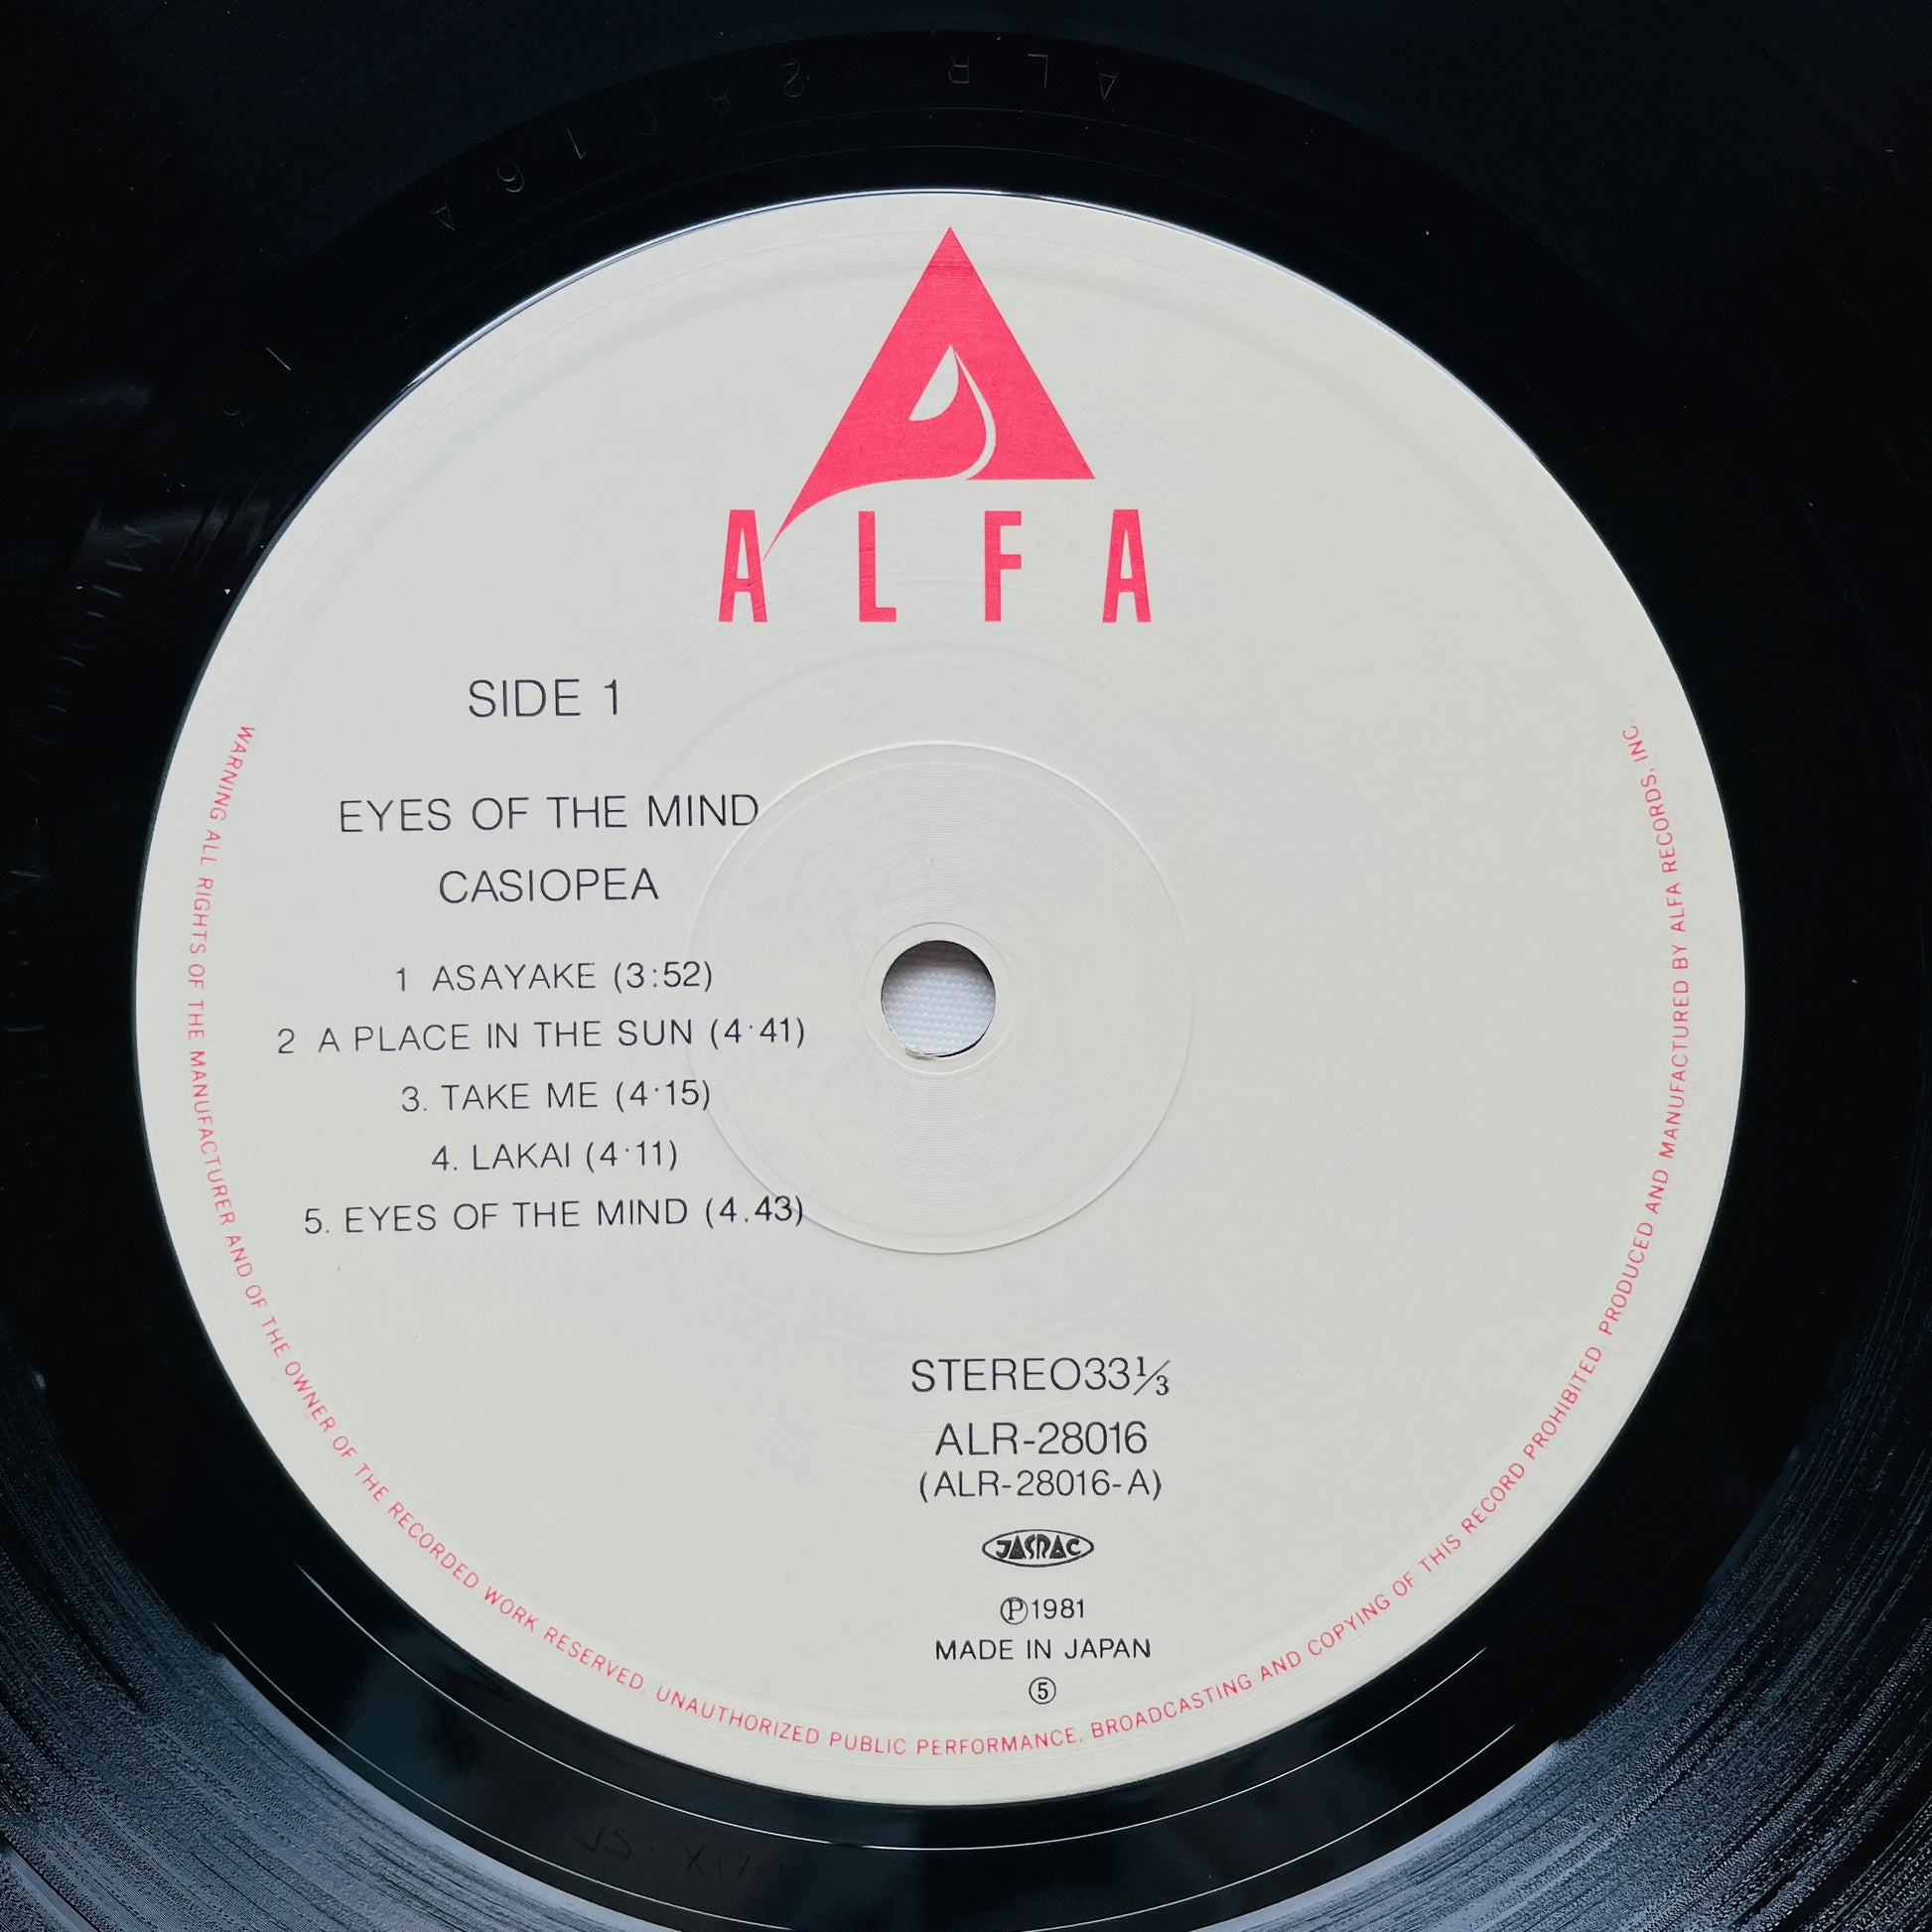 ALR 28016A
ALFA
SIDE 1
EYES OF THE MIND
CASIOPEA
1 ASAYAKE (3:52)
2 A PLACE IN THE SUN (4·41)
3. TAKE ME (4·15)
4. LAKAI (4·11)
5. EYES OF THE MIND (4.43)
STEREO33⅓
ALR-28016
(ALR-28016-A)
JASRAC
Ⓟ1981
MADE IN JAPAN
⑤
WARNING ALL RIGHTS OF THE MANUFACTURER AND OF THE OWNER OF THE RECORDED WORK RESERVED. UNAUTHORIZED PUBLIC PERFORMANCE, BROADCASTING AND COPYING OF THIS RECORD PROHIBITED. PRODUCED AND MANUFACTURED BY ALFA RECORDS, INC.